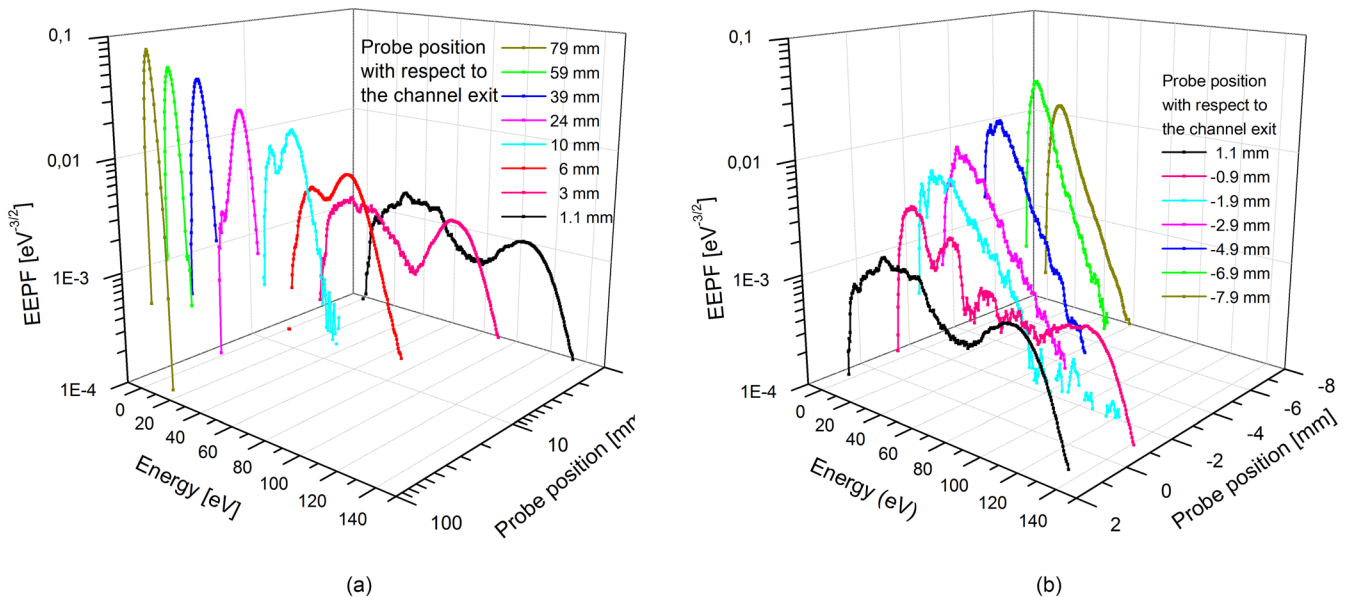 0,1
0,01
1E-3
1E-4
EEPF [eV-3/2]
0
20
40
60
80
100
120
140
Energy [eV]
100
10
Probe position [mm
Probe position
with respect to
the channel exit
79 mm
59 mm
39 mm
24 mm
10 mm
6 mm
3 mm
1.1 mm
(a)
0,1
0,01
1E-3
1E-4
EEPF [eV-3/2]
0
20
40
60
80
100
120
140
Energy (eV)
2
0
-2
-4
-6
-8
Probe position [mm]
Probe position
with respect to
the channel exit
1.1 mm
-0.9 mm
-1.9 mm
-2.9 mm
-4.9 mm
-6.9 mm
-7.9 mm
(b)